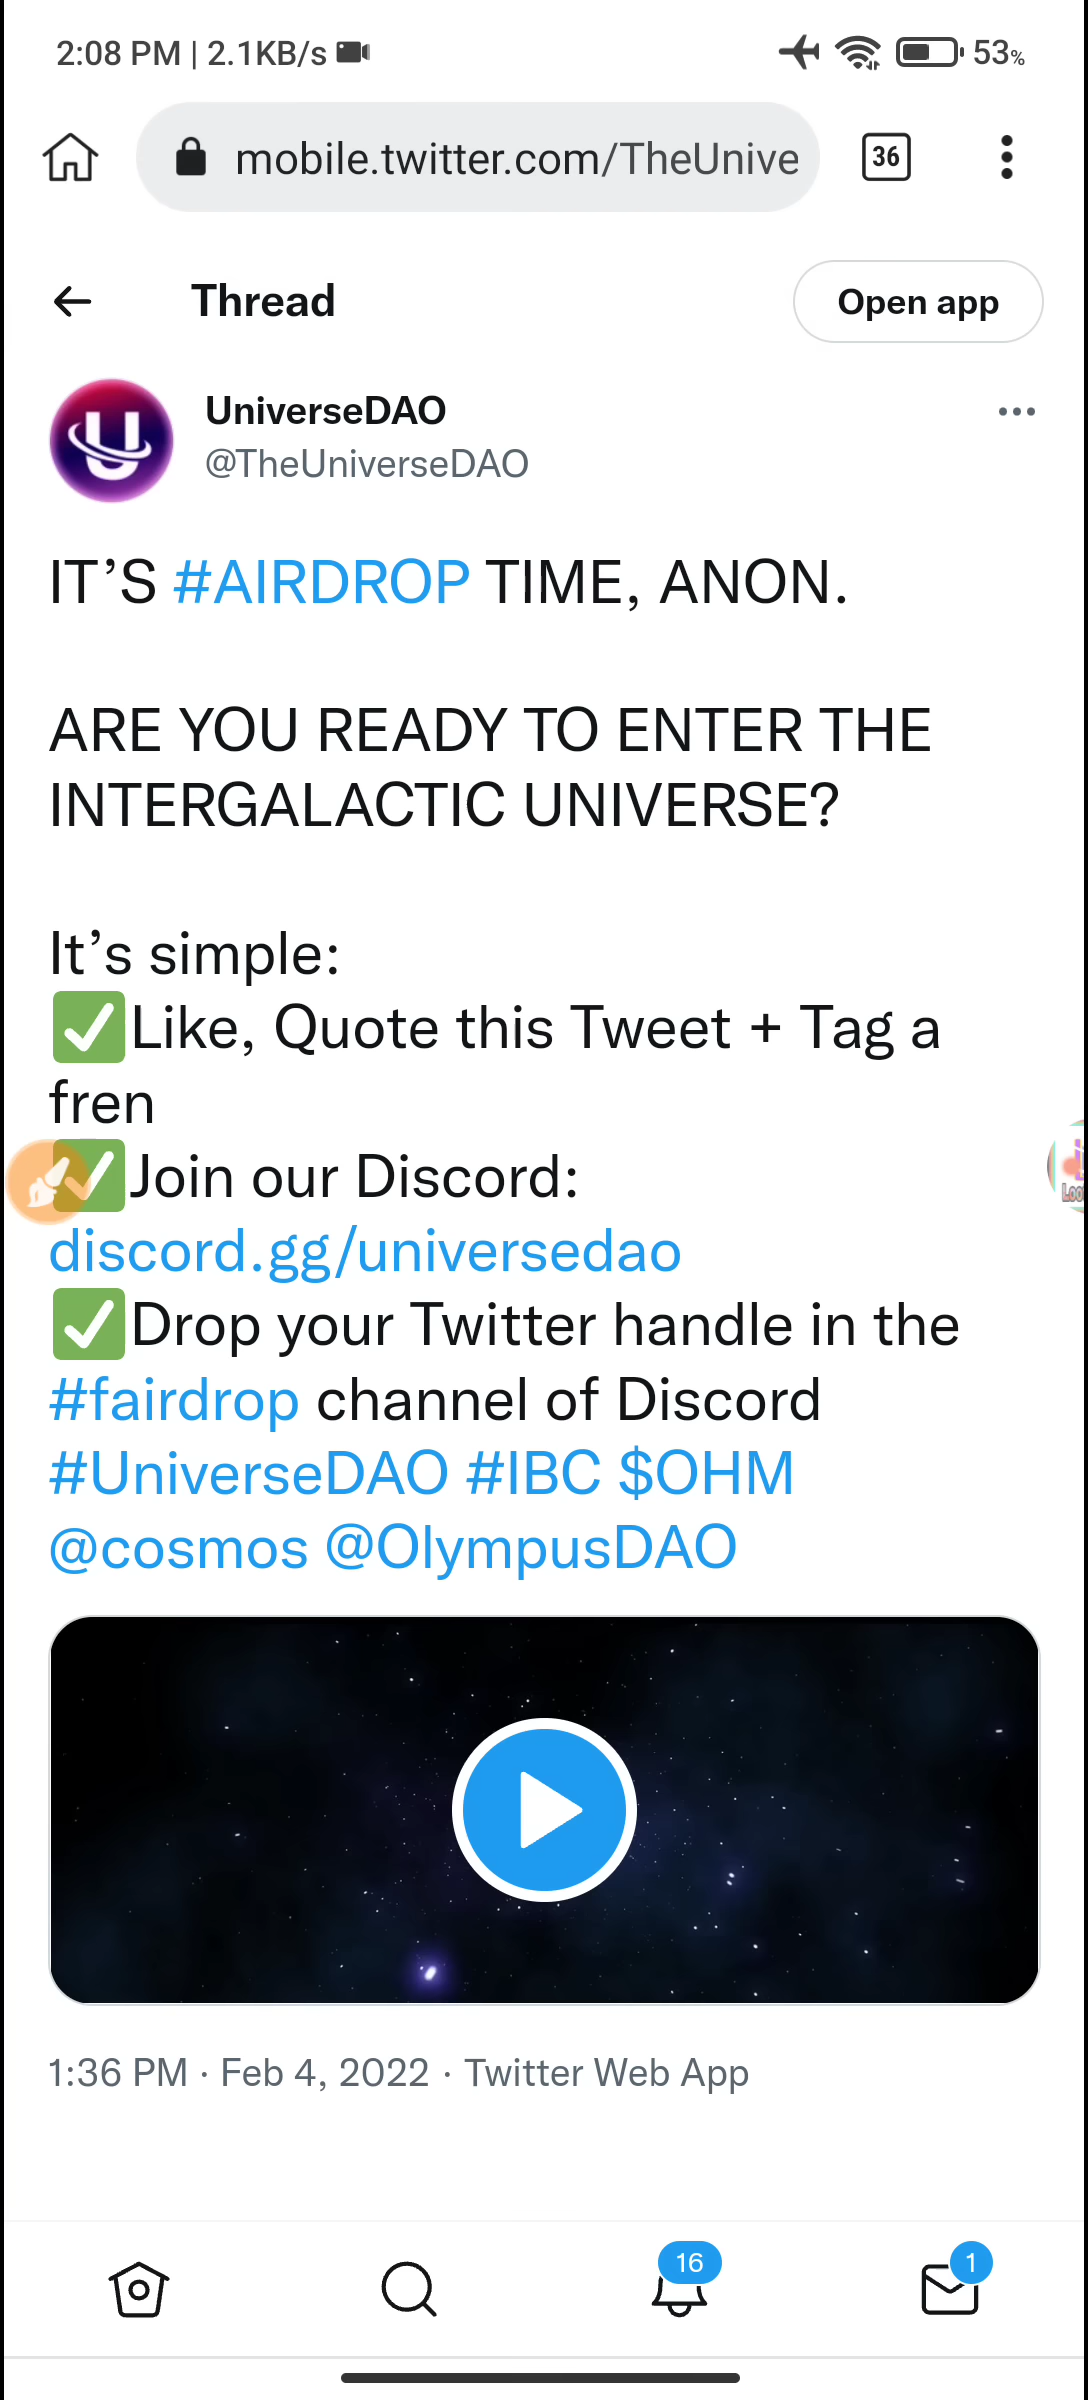 2:08 PM | 2.1KB/s 53%
mobile.twitter.com/TheUnive 36
Thread Open app
UniverseDAO
@TheUniverseDAO
IT’S #AIRDROP TIME, ANON.
ARE YOU READY TO ENTER THE
INTERGALACTIC UNIVERSE?
It’s simple:
✅Like, Quote this Tweet + Tag a
fren
✅Join our Discord:
discord.gg/universedao
✅Drop your Twitter handle in the
#fairdrop channel of Discord
#UniverseDAO #IBC $OHM
@cosmos @OlympusDAO
1:36 PM · Feb 4, 2022 · Twitter Web App
16 1